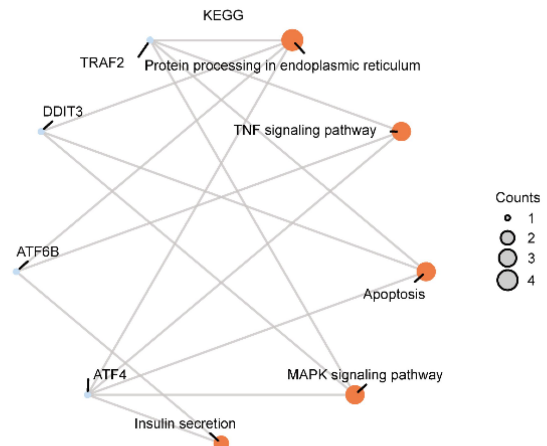 KEGG
TRAF2
Protein processing in endoplasmic reticulum
DDIT3
TNF signaling pathway
Counts
1
2
3
4
ATF6B
Apoptosis
ATF4
MAPK signaling pathway
Insulin secretion